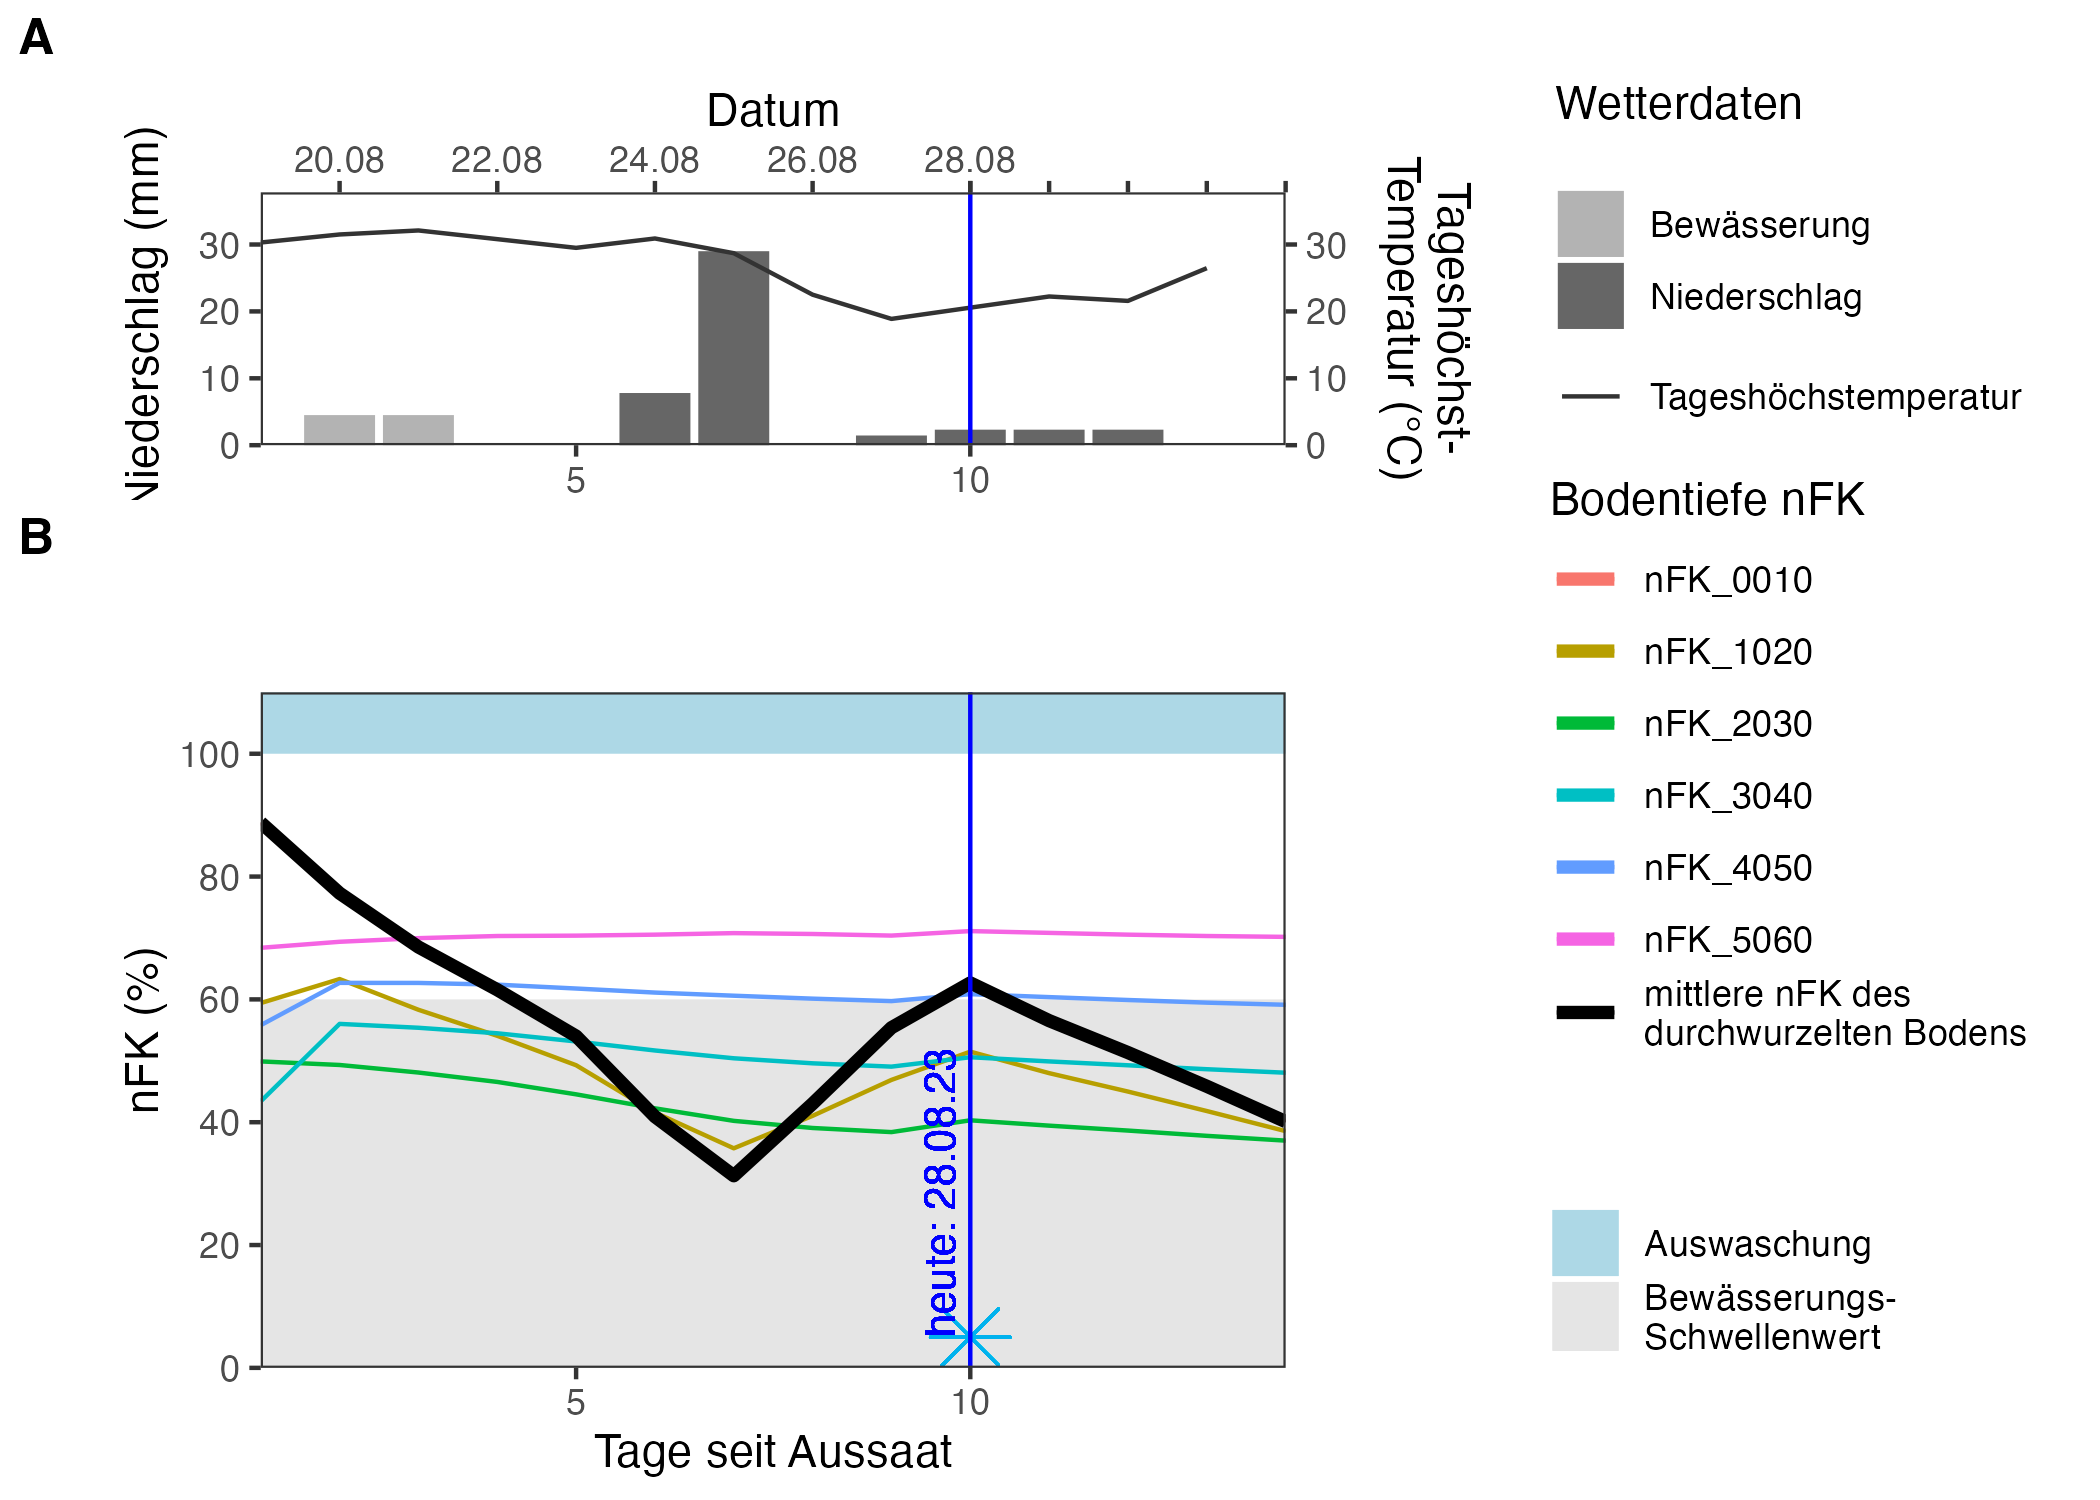 A
Datum
20.08 22.08 24.08 26.08 28.08
Niederschlag (mm)
30
20
10
0
30
20
10
0
Tageshöchst-
Temperatur (°C)
5 10
Wetterdaten
Bewässerung
Niederschlag
Tageshöchstemperatur
Bodentiefe nFK
nFK_0010
nFK_1020
nFK_2030
nFK_3040
nFK_4050
nFK_5060
mittlere nFK des
durchwurzelten Bodens
Auswaschung
Bewässerungs-
Schwellenwert
B
nFK (%)
100
80
60
40
20
0
heute: 28.08.23
5 10
Tage seit Aussaat